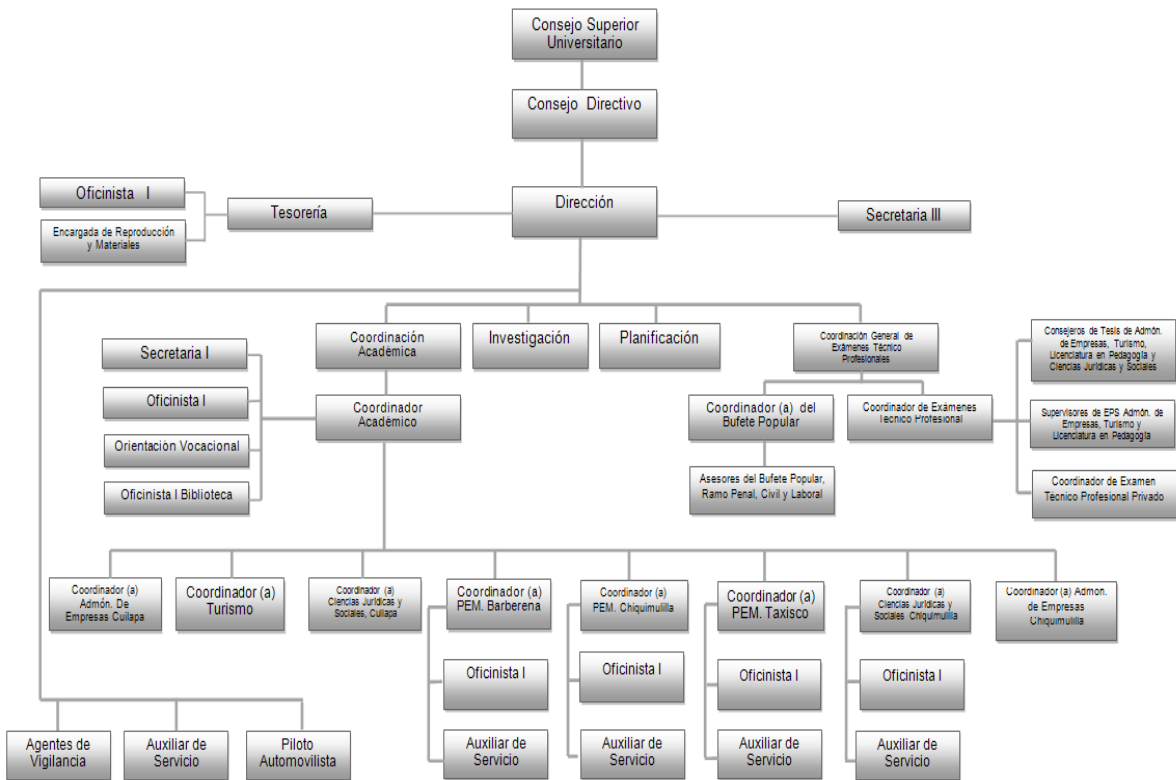 Consejo Superior
Universitario
Consejo Directivo
Oficinista I
Encargada de Reproducción
y Materiales
Tesorería
Dirección
Secretaria III
Coordinación
Acadèmica
Investigación
Planificación
Coordinación General de
Exámenes Técnico
Profesionales
Consejeros de Tesis de Admón.
de Empresas, Turismo,
Licenciatura en Pedagogía y
Ciencias Jurídicas y Sociales
Secretaria I
Oficinista I
Orientación Vocacional
Oficinista I Biblioteca
Coordinador
Acadèmico
Coordinador (a) del
Bufete Popular
Coordinador de Exámenes
Técnico Profesional
Supervisores de EPS Admón. de
Empresas, Turismo y
Licenciatura en Pedagogía
Asesores del Bufete Popular,
Ramo Penal, Civil y Laboral
Coordinador de Examen
Técnico Profesional Privado
Coordinador (a)
Admón. De
Empresas Cuilapa
Coordinador (a)
Turismo
Coordinador (a)
Ciencias Jurídicas y
Sociales, Cuilapa
Coordinador (a)
PEM. Barberena
Coordinador (a)
PEM. Chiquimulilla
Coordinador (a)
PEM. Taxisco
Coordinador (a)
Ciencias Jurídicas y
Sociales Chiquimulilla
Coordinador (a) Admon.
de Empresas
Chiquimulilla
Oficinista I
Oficinista I
Oficinista I
Oficinista I
Agentes de
Vigilancia
Auxiliar de
Servicio
Piloto
Automovilista
Auxiliar de
Servicio
Auxiliar de
Servicio
Auxiliar de
Servicio
Auxiliar de
Servicio